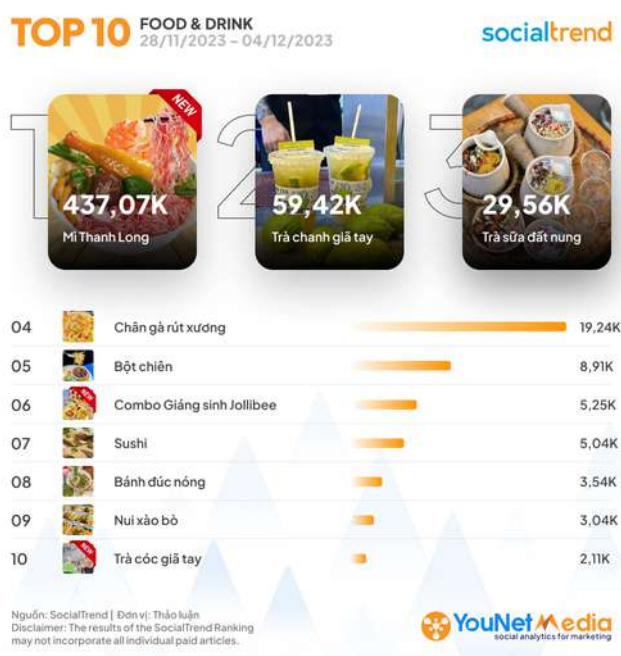 TOP 10
FOOD & DRINK
28/11/2023 – 04/12/2023
socialtrend
1
NEW
437,07K
Mì Thanh Long
2
59,42K
Trà chanh giã tay
3
29,56K
Trà sữa đất nung
04 Chân gà rút xương 19,24K
05 Bột chiên 8,91K
06 NEW Combo Giáng sinh Jollibee 5,25K
07 Sushi 5,04K
08 Bánh đúc nóng 3,54K
09 Nui xào bò 3,04K
10 NEW Trà cóc giã tay 2,11K
Nguồn: SocialTrend | Đơn vị: Thảo luận
Disclaimer: The results of the SocialTrend Ranking
may not incorporate all individual paid articles.
YouNet Media
social analytics for marketing